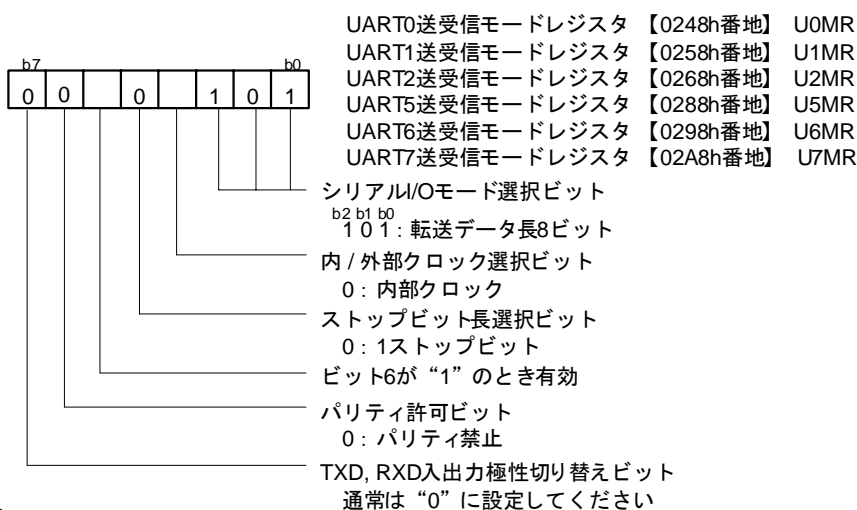 UART0送受信モードレジスタ 【0248h番地】 U0MR
UART1送受信モードレジスタ 【0258h番地】 U1MR
UART2送受信モードレジスタ 【0268h番地】 U2MR
UART5送受信モードレジスタ 【0288h番地】 U5MR
UART6送受信モードレジスタ 【0298h番地】 U6MR
UART7送受信モードレジスタ 【02A8h番地】 U7MR
b7 b0
0 0 0 1 0 1
シリアルI/Oモード選択ビット
b2 b1 b0
1 0 1 : 転送データ長8ビット
内 / 外部クロック選択ビット
0 : 内部クロック
ストップビット長選択ビット
0 : 1ストップビット
ビット6が“1”のとき有効
パリティ許可ビット
0 : パリティ禁止
TXD, RXD入出力極性切り替えビット
通常は“0”に設定してください